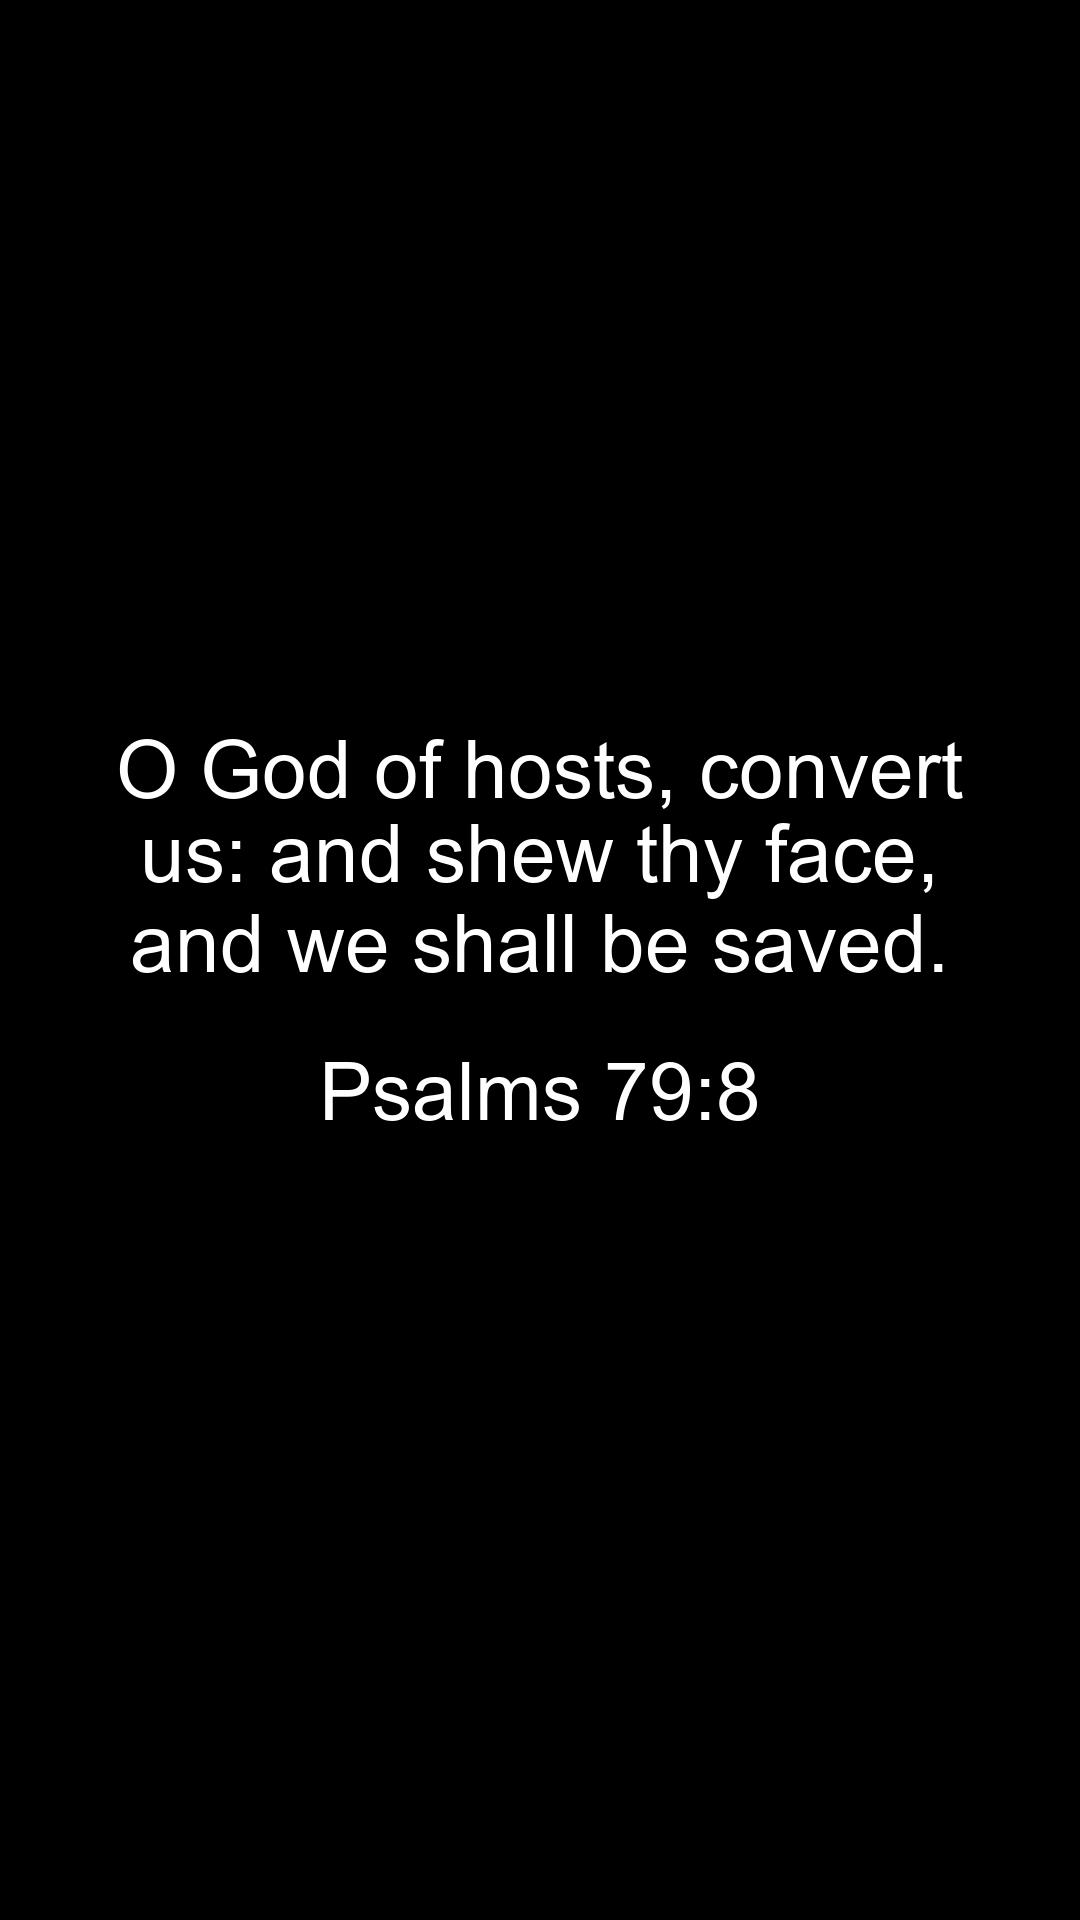 O God of hosts, convert
us: and shew thy face,
and we shall be saved.
Psalms 79:8